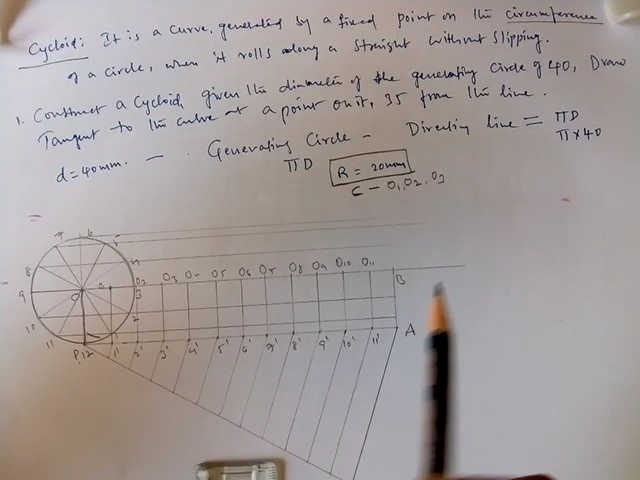 Cycloid: It is a curve generated by a fixed point on the circumference
of a circle, when it rolls along a straight without slipping.
1. Construct a cycloid given the diameter of the generating circle of 40, Draw
Tangent to the curve at a point on it, 35 from the line.
d=40mm. — Generating Circle — Directing line = πD
πD π×40
R = 20mm
C - O1, O2, O3
7 6 5
8 4
9 O O2 O3 O4 O5 O6 O7 O8 O9 O10 O11 B
3
10 2
11 1
P,12 1' 2' 3' 4' 5' 6' 7' 8' 9' 10' 11' A